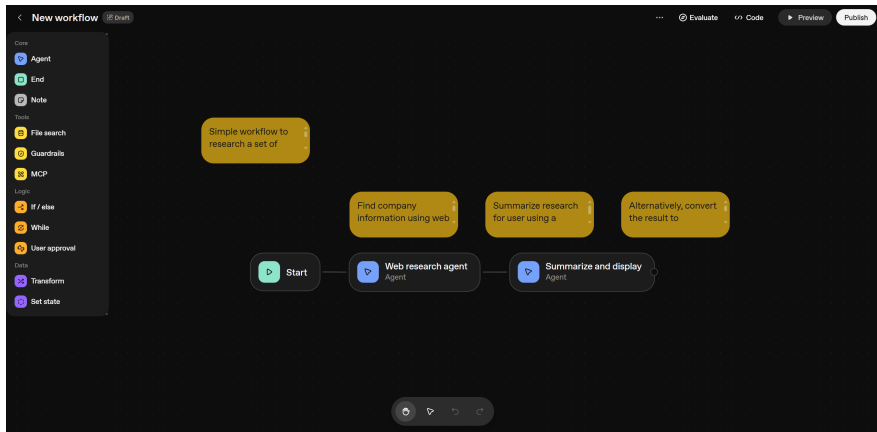 New workflow
Draft
Evaluate
Code
Preview
Publish
Core
Agent
End
Note
Tools
File search
Guardrails
MCP
Logic
If / else
While
User approval
Data
Transform
Set state
Simple workflow to
research a set of
Find company
information using web
Summarize research
for user using a
Alternatively, convert
the result to
Start
Web research agent
Agent
Summarize and display
Agent